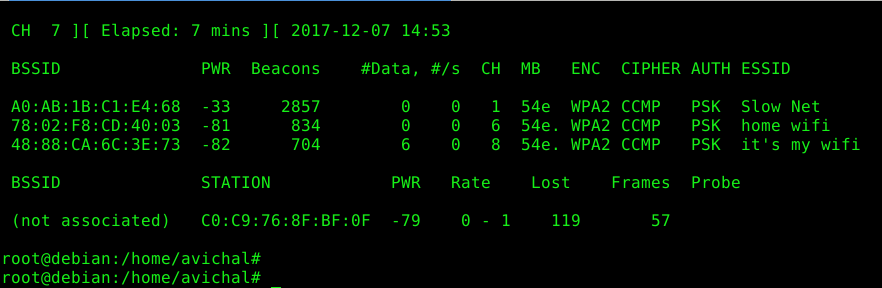 CH 7 ][ Elapsed: 7 mins ][ 2017-12-07 14:53
BSSID PWR Beacons #Data, #/s CH MB ENC CIPHER AUTH ESSID
A0:AB:1B:C1:E4:68 -33 2857 0 0 1 54e WPA2 CCMP PSK Slow Net
78:02:F8:CD:40:03 -81 834 0 0 6 54e. WPA2 CCMP PSK home wifi
48:88:CA:6C:3E:73 -82 704 6 0 8 54e. WPA2 CCMP PSK it's my wifi
BSSID STATION PWR Rate Lost Frames Probe
(not associated) C0:C9:76:8F:BF:0F -79 0 - 1 119 57
root@debian:/home/avichal#
root@debian:/home/avichal#